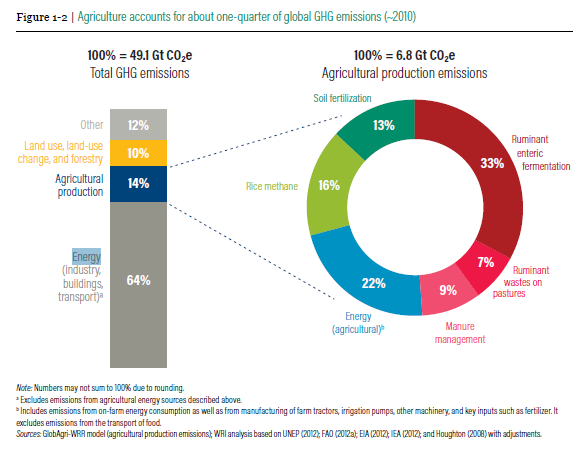 Figure 1-2 | Agriculture accounts for about one-quarter of global GHG emissions (~2010)
100% = 49.1 Gt CO₂e
Total GHG emissions
Other
12%
Land use, land-use
change, and forestry
10%
Agricultural
production
14%
Energy
(industry,
buildings,
transport)ᵃ
64%
100% = 6.8 Gt CO₂e
Agricultural production emissions
Soil fertilization
13%
33%
Ruminant
enteric
fermentation
Rice methane
16%
7%
Ruminant
wastes on
pastures
22%
Energy
(agricultural)ᵇ
9%
Manure
management
Note: Numbers may not sum to 100% due to rounding.
ᵃ Excludes emissions from agricultural energy sources described above.
ᵇ Includes emissions from on-farm energy consumption as well as from manufacturing of farm tractors, irrigation pumps, other machinery, and key inputs such as fertilizer. It
excludes emissions from the transport of food.
Sources: GlobAgri-WRR model (agricultural production emissions); WRI analysis based on UNEP (2012); FAO (2012a); EIA (2012); IEA (2012); and Houghton (2008) with adjustments.